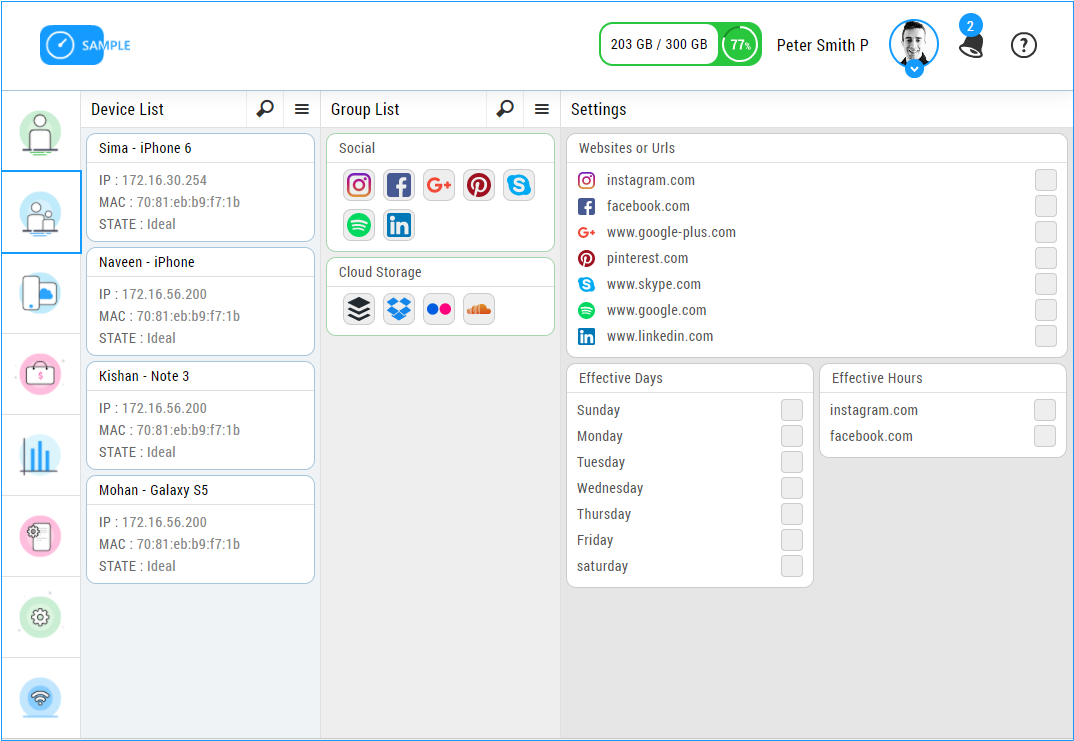 SAMPLE
203 GB / 300 GB
77%
Peter Smith P
2
?
Device List
Sima - iPhone 6
IP : 172.16.30.254
MAC : 70:81:eb:b9:f7:1b
STATE : Ideal
Naveen - iPhone
IP : 172.16.56.200
MAC : 70:81:eb:b9:f7:1b
STATE : Ideal
Kishan - Note 3
IP : 172.16.56.200
MAC : 70:81:eb:b9:f7:1b
STATE : Ideal
Mohan - Galaxy S5
IP : 172.16.56.200
MAC : 70:81:eb:b9:f7:1b
STATE : Ideal
Group List
Social
Cloud Storage
Settings
Websites or Urls
instagram.com
facebook.com
www.google-plus.com
pinterest.com
www.skype.com
www.google.com
www.linkedin.com
Effective Days
Sunday
Monday
Tuesday
Wednesday
Thursday
Friday
saturday
Effective Hours
instagram.com
facebook.com